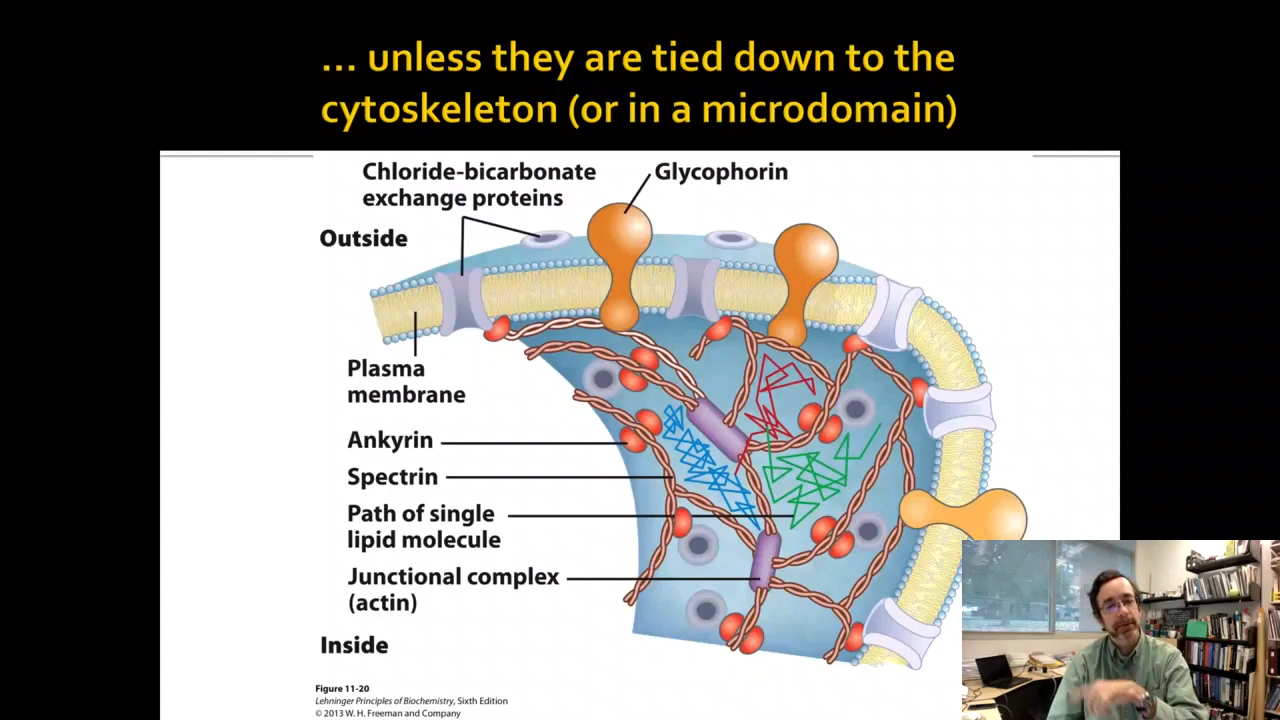 ... unless they are tied down to the
cytoskeleton (or in a microdomain)
Chloride-bicarbonate
exchange proteins
Glycophorin
Outside
Plasma
membrane
Ankyrin
Spectrin
Path of single
lipid molecule
Junctional complex
(actin)
Inside
Figure 11-20
Lehninger Principles of Biochemistry, Sixth Edition
© 2013 W. H. Freeman and Company